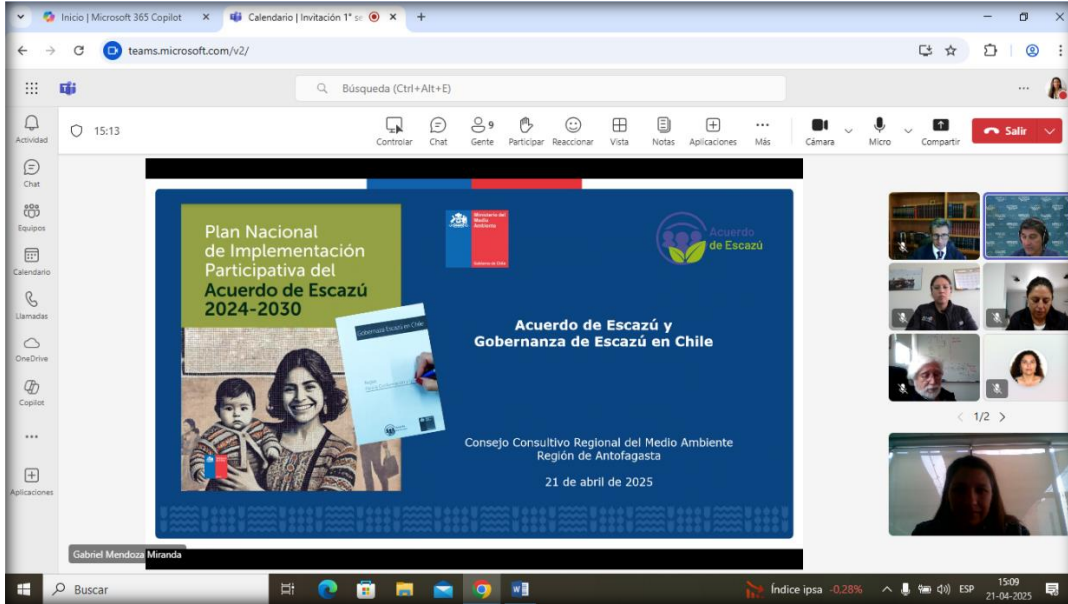 Inicio | Microsoft 365 Copilot
Calendario | Invitación 1° se
teams.microsoft.com/v2/
Búsqueda (Ctrl+Alt+E)
15:13
Controlar
Chat
9
Gente
Participar
Reaccionar
Vista
Notas
Aplicaciones
Más
Cámara
Micro
Compartir
Salir
Actividad
Chat
Equipos
Calendario
Llamadas
OneDrive
Copilot
Aplicaciones
Plan Nacional
de Implementación
Participativa del
Acuerdo de Escazú
2024-2030
Gobernanza Escazú en Chile
Ministerio del
Medio
Ambiente
Gobierno de Chile
Acuerdo
de Escazú
Acuerdo de Escazú y
Gobernanza de Escazú en Chile
Consejo Consultivo Regional del Medio Ambiente
Región de Antofagasta
21 de abril de 2025
Gabriel Mendoza Miranda
1/2
Buscar
Índice ipsa -0,28%
ESP
15:09
21-04-2025